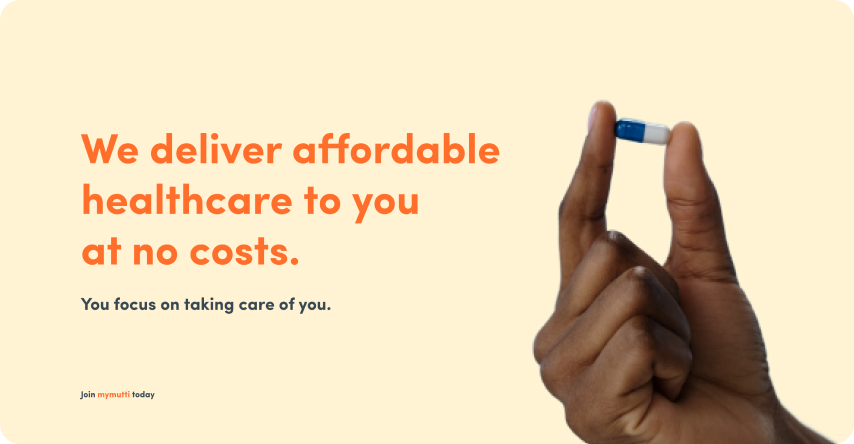 We deliver affordable
healthcare to you
at no costs.
You focus on taking care of you.
Join mymutti today